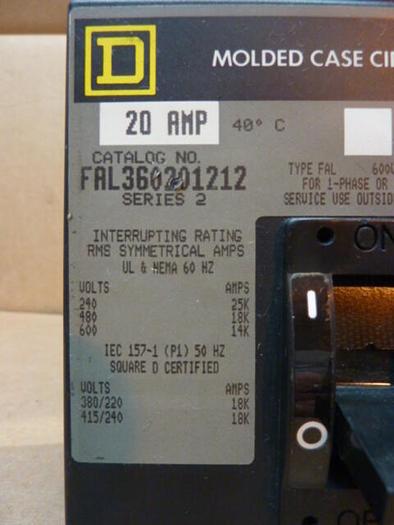 D
MOLDED CASE CI
20 AMP 40° C
CATALOG NO.
FAL360201212
SERIES 2
TYPE FAL 600V
FOR 1-PHASE OR
SERVICE USE OUTSID
INTERRUPTING RATING
RMS SYMMETRICAL AMPS
UL & NEMA 60 HZ
VOLTS AMPS
240 25K
480 18K
600 14K
IEC 157-1 (P1) 50 HZ
SQUARE D CERTIFIED
VOLTS AMPS
380/220 18K
415/240 18K
ON
I
O
OF